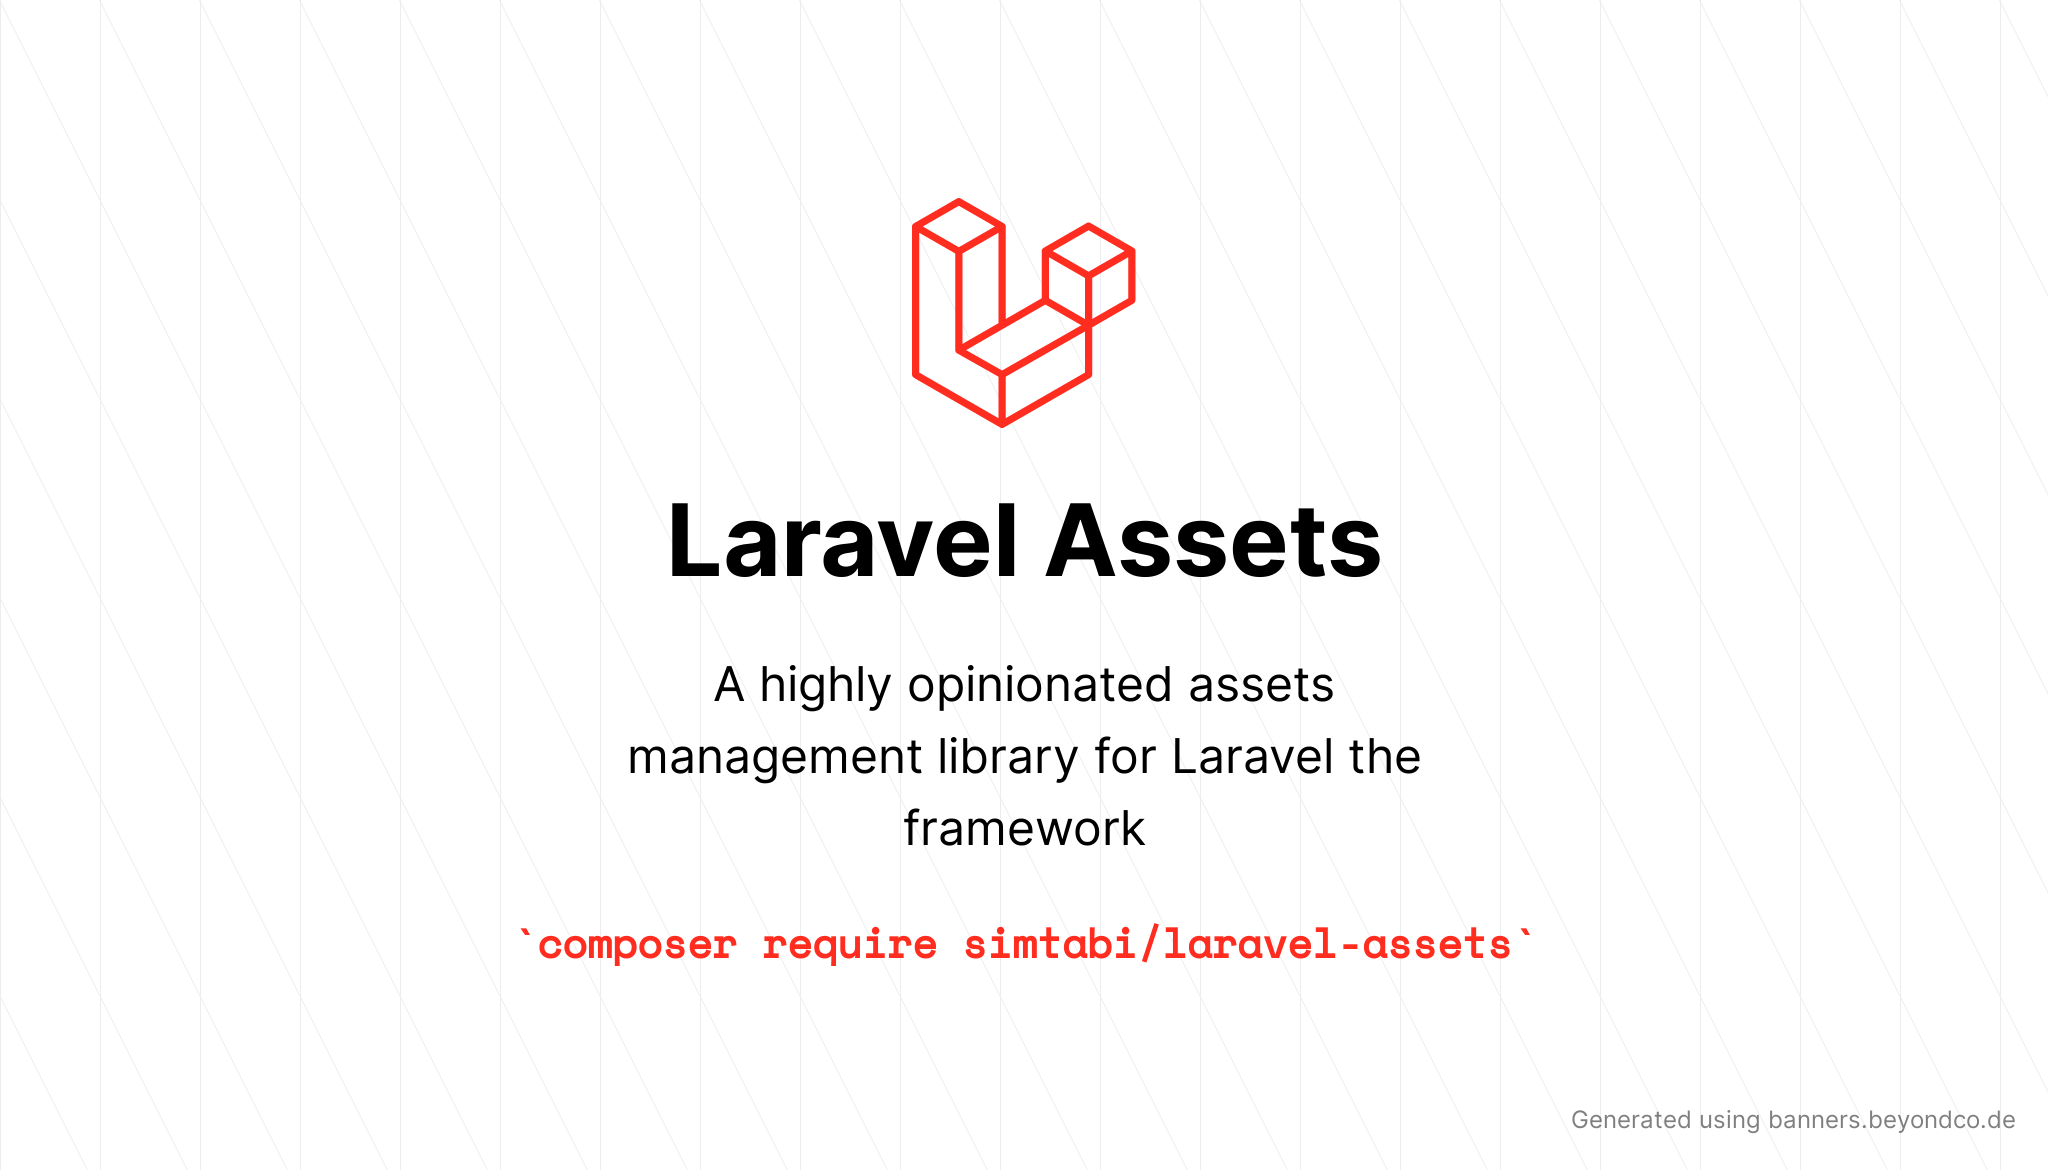 Laravel Assets
A highly opinionated assets
management library for Laravel the
framework
`composer require simtabi/laravel-assets`
Generated using banners.beyondco.de